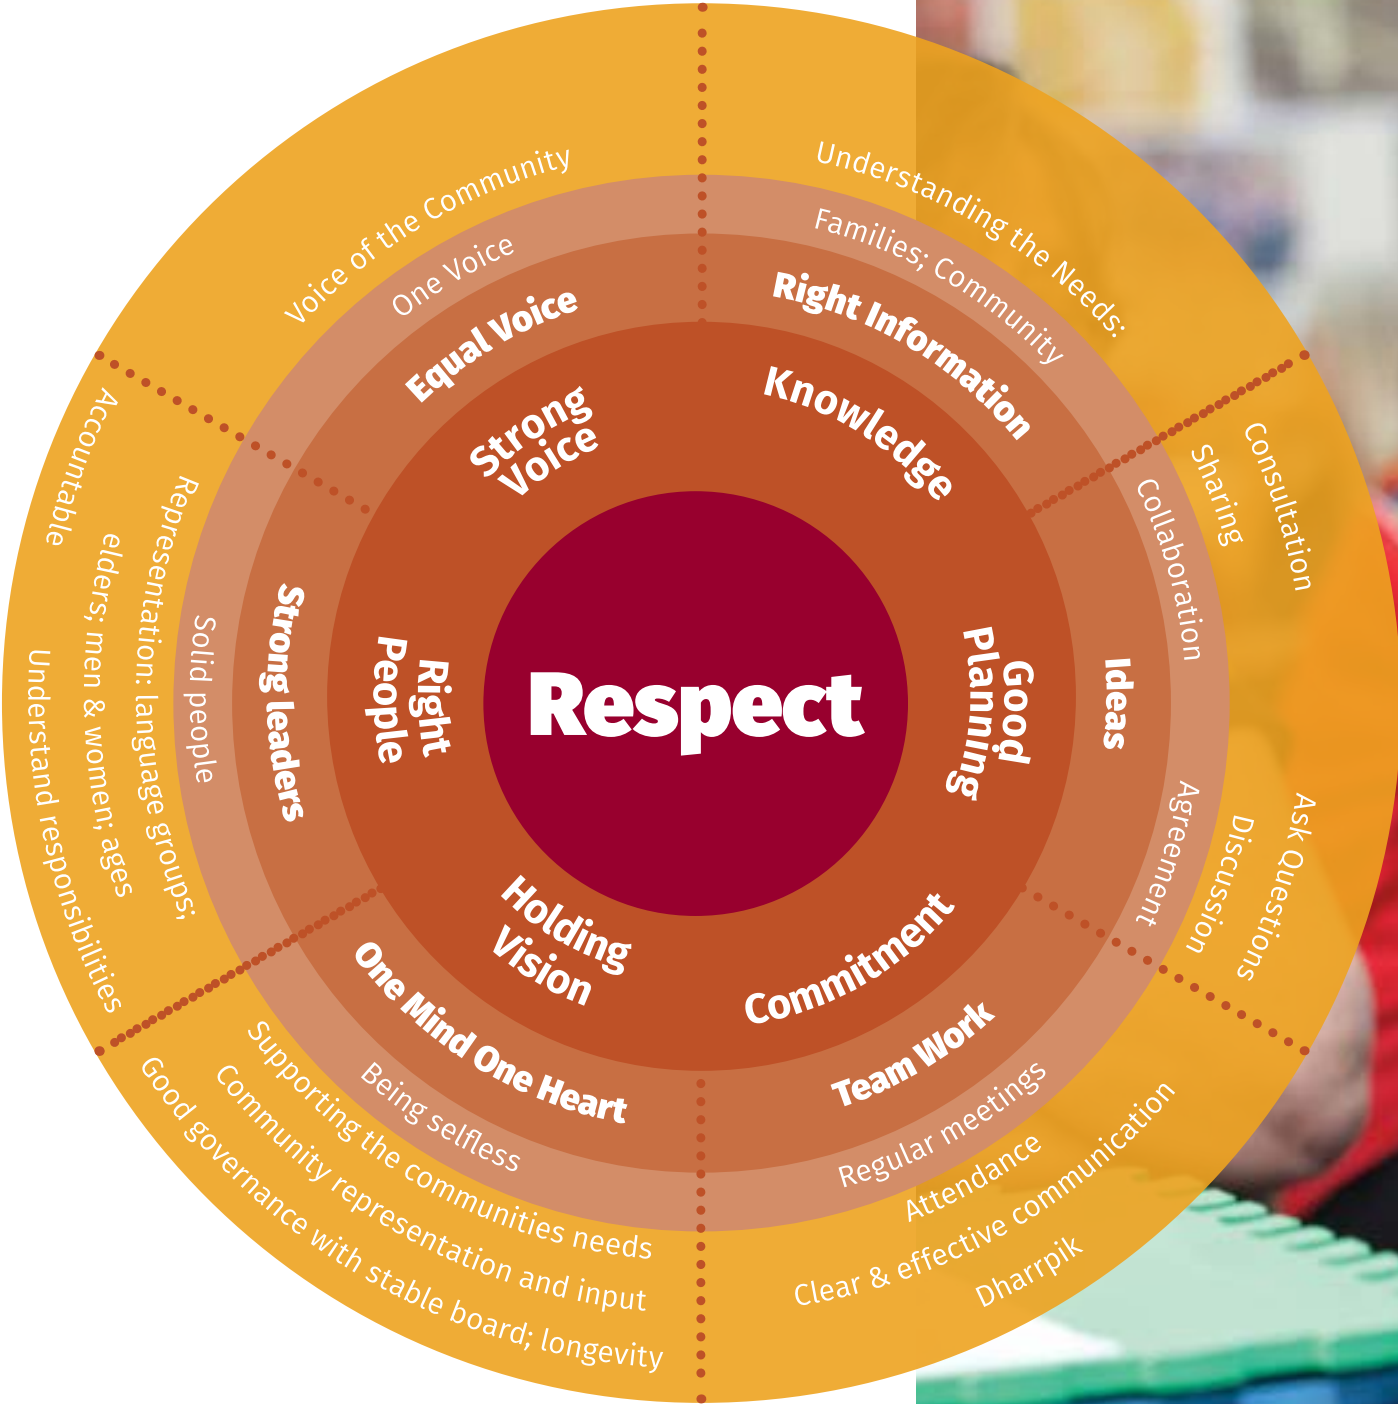 Respect
Strong
Voice
Equal Voice
One Voice
Voice of the Community
Knowledge
Right Information
Families; Community
Understanding the Needs:
Good
Planning
Ideas
Collaboration
Agreement
Sharing
Consultation
Discussion
Ask Questions
Commitment
Team Work
Regular meetings
Attendance
Clear & effective communication
Dharrpik
Holding
Vision
One Mind One Heart
Being selfless
Supporting the communities needs
Community representation and input
Good governance with stable board; longevity
Right
People
Strong leaders
Solid people
Representation: language groups;
elders; men & women; ages
Accountable
Understand responsibilities